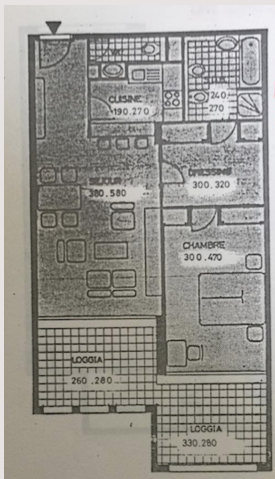 CUISINE
190.270
240
270
SEJOUR
380.580
DRESSING
300.320
CHAMBRE
300.470
LOGGIA
260.280
LOGGIA
330.280